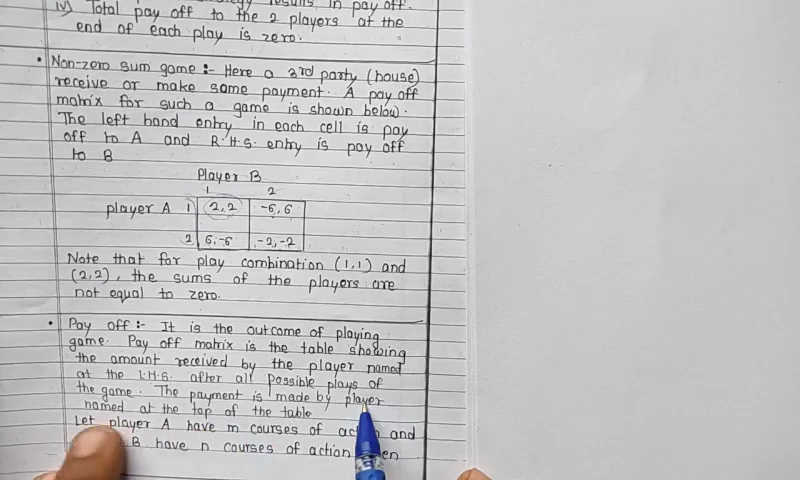 results in pay off.
iv) Total pay off to the 2 players at the
end of each play is zero.
• Non-zero sum game :- Here a 3rd party (house)
receive or make some payment. A pay off
matrix for such a game is shown below.
The left hand entry in each cell is pay
off to A and R.H.S. entry is pay off
to B
Player B
1 2
player A 1 2, 2 -6, 6
2 6, -6 -2, -2
Note that for play combination (1,1) and
(2,2), the sums of the players are
not equal to zero.
• Pay off :- It is the outcome of playing
game. Pay off matrix is the table showing
the amount received by the player named
at the L.H.S. after all possible plays of
the game. The payment is made by player
named at the top of the table
Let player A have m courses of and
B have n courses of action